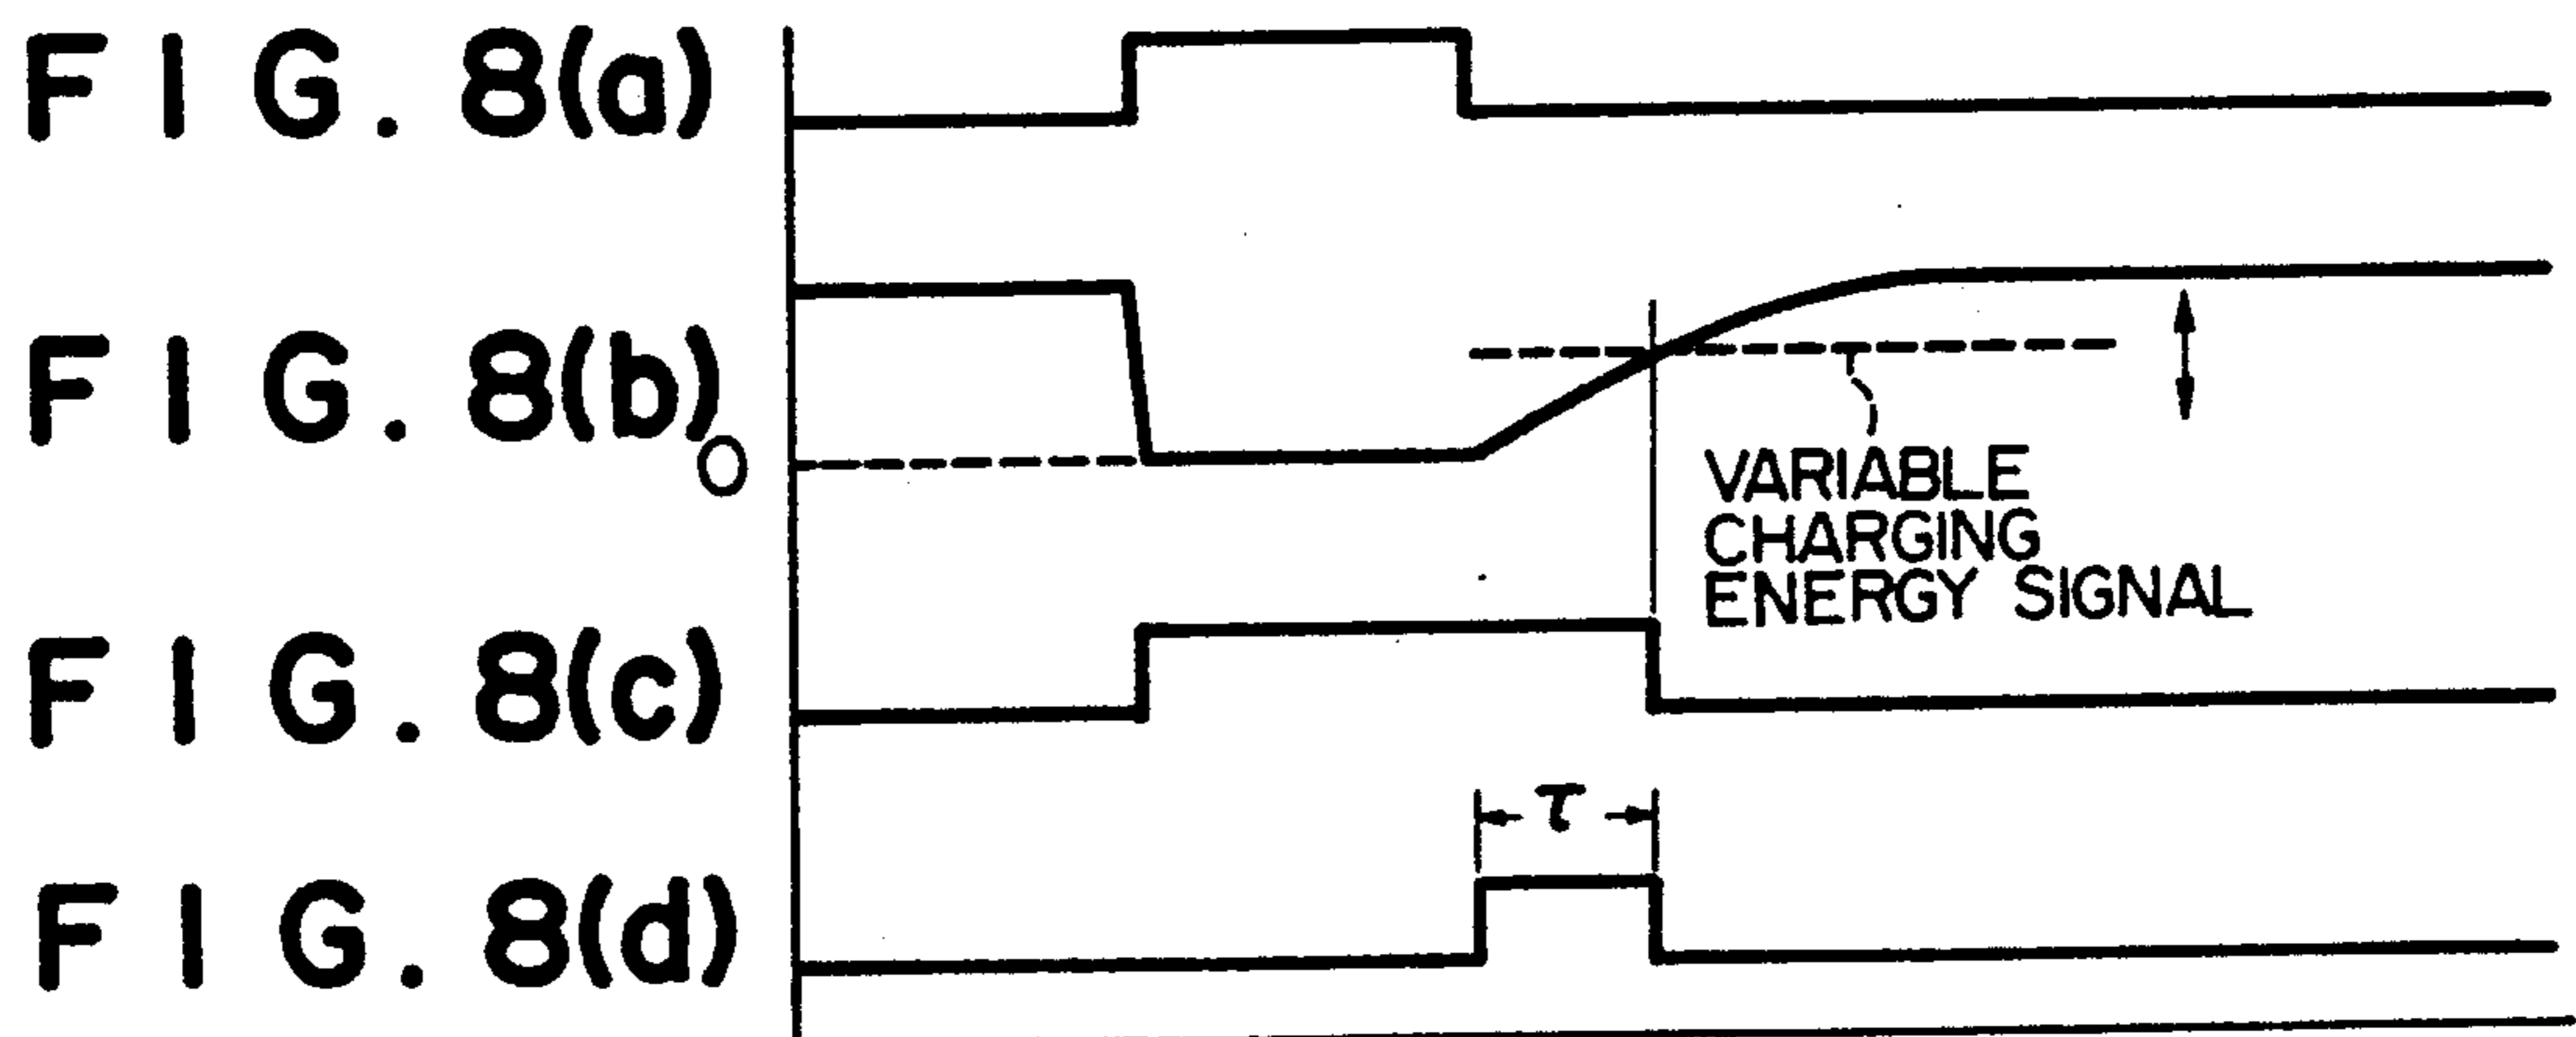 FIG. 8(a)
FIG. 8(b)
0
VARIABLE
CHARGING
ENERGY SIGNAL
FIG. 8(c)
τ
FIG. 8(d)